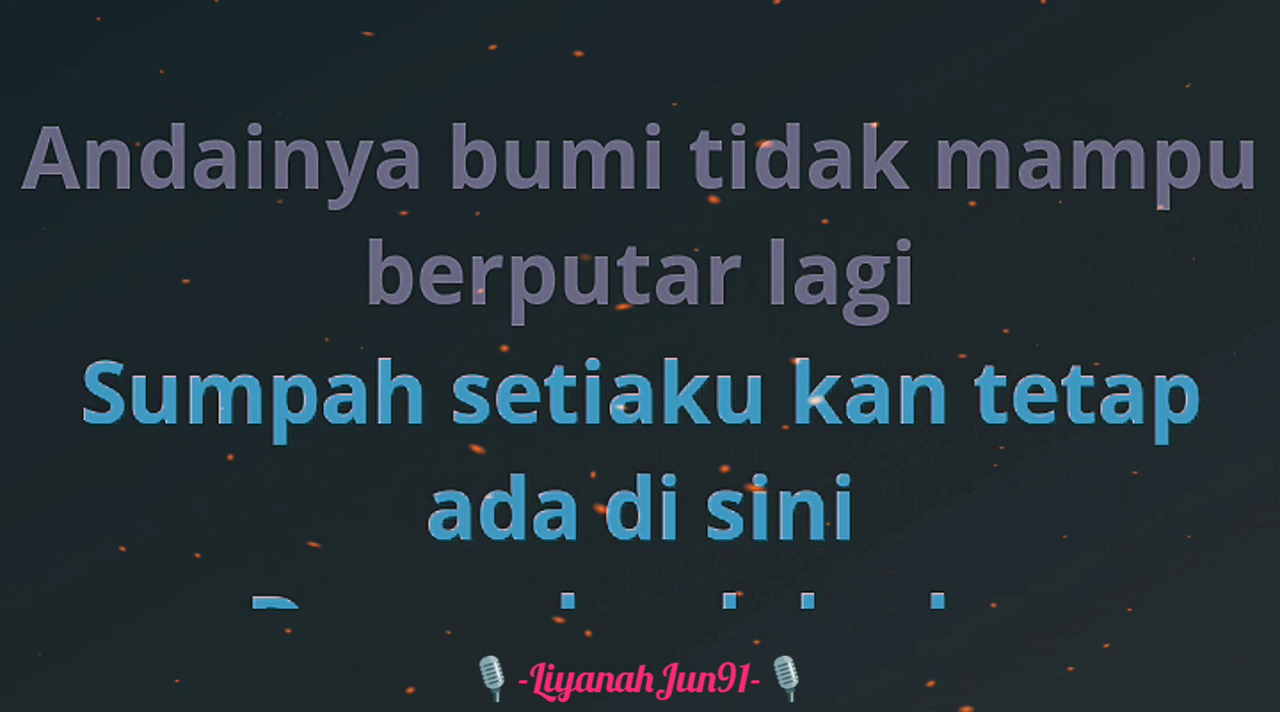 Andainya bumi tidak mampu
berputar lagi
Sumpah setiaku kan tetap
ada di sini
-Liyanah Jun91-